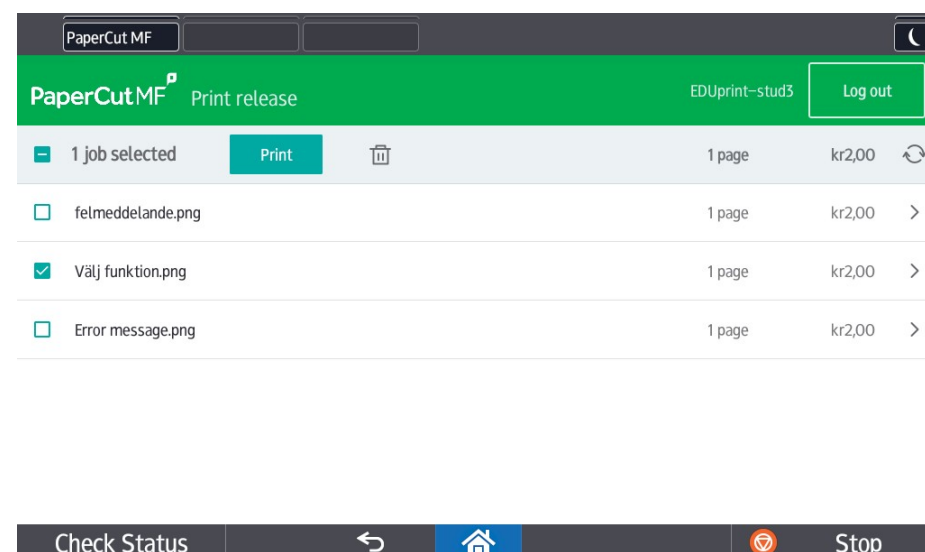 PaperCut MF
PaperCutMF Print release EDUprint-stud3 Log out
1 job selected Print 1 page kr2,00
felmeddelande.png 1 page kr2,00
Välj funktion.png 1 page kr2,00
Error message.png 1 page kr2,00
Check Status Stop